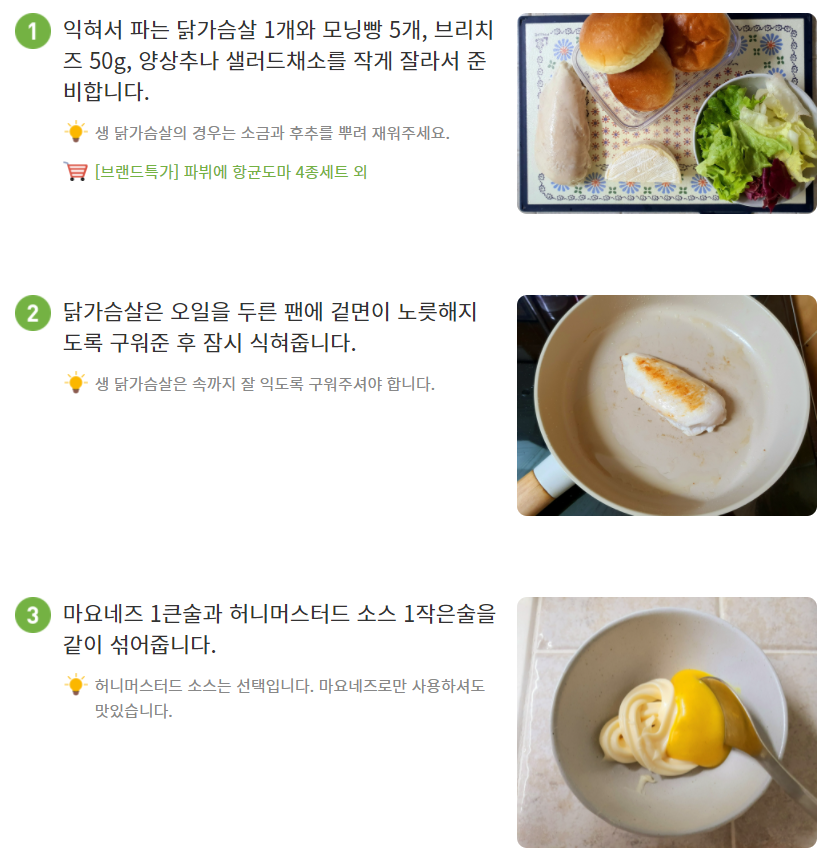 1
익혀서 파는 닭가슴살 1개와 모닝빵 5개, 브리치
즈 50g, 양상추나 샐러드채소를 작게 잘라서 준
비합니다.
생 닭가슴살의 경우는 소금과 후추를 뿌려 재워주세요.
[브랜드특가] 파뷔에 항균도마 4종세트 외
2
닭가슴살은 오일을 두른 팬에 겉면이 노릇해지
도록 구워준 후 잠시 식혀줍니다.
생 닭가슴살은 속까지 잘 익도록 구워주셔야 합니다.
3
마요네즈 1큰술과 허니머스터드 소스 1작은술을
같이 섞어줍니다.
허니머스터드 소스는 선택입니다. 마요네즈로만 사용하셔도
맛있습니다.